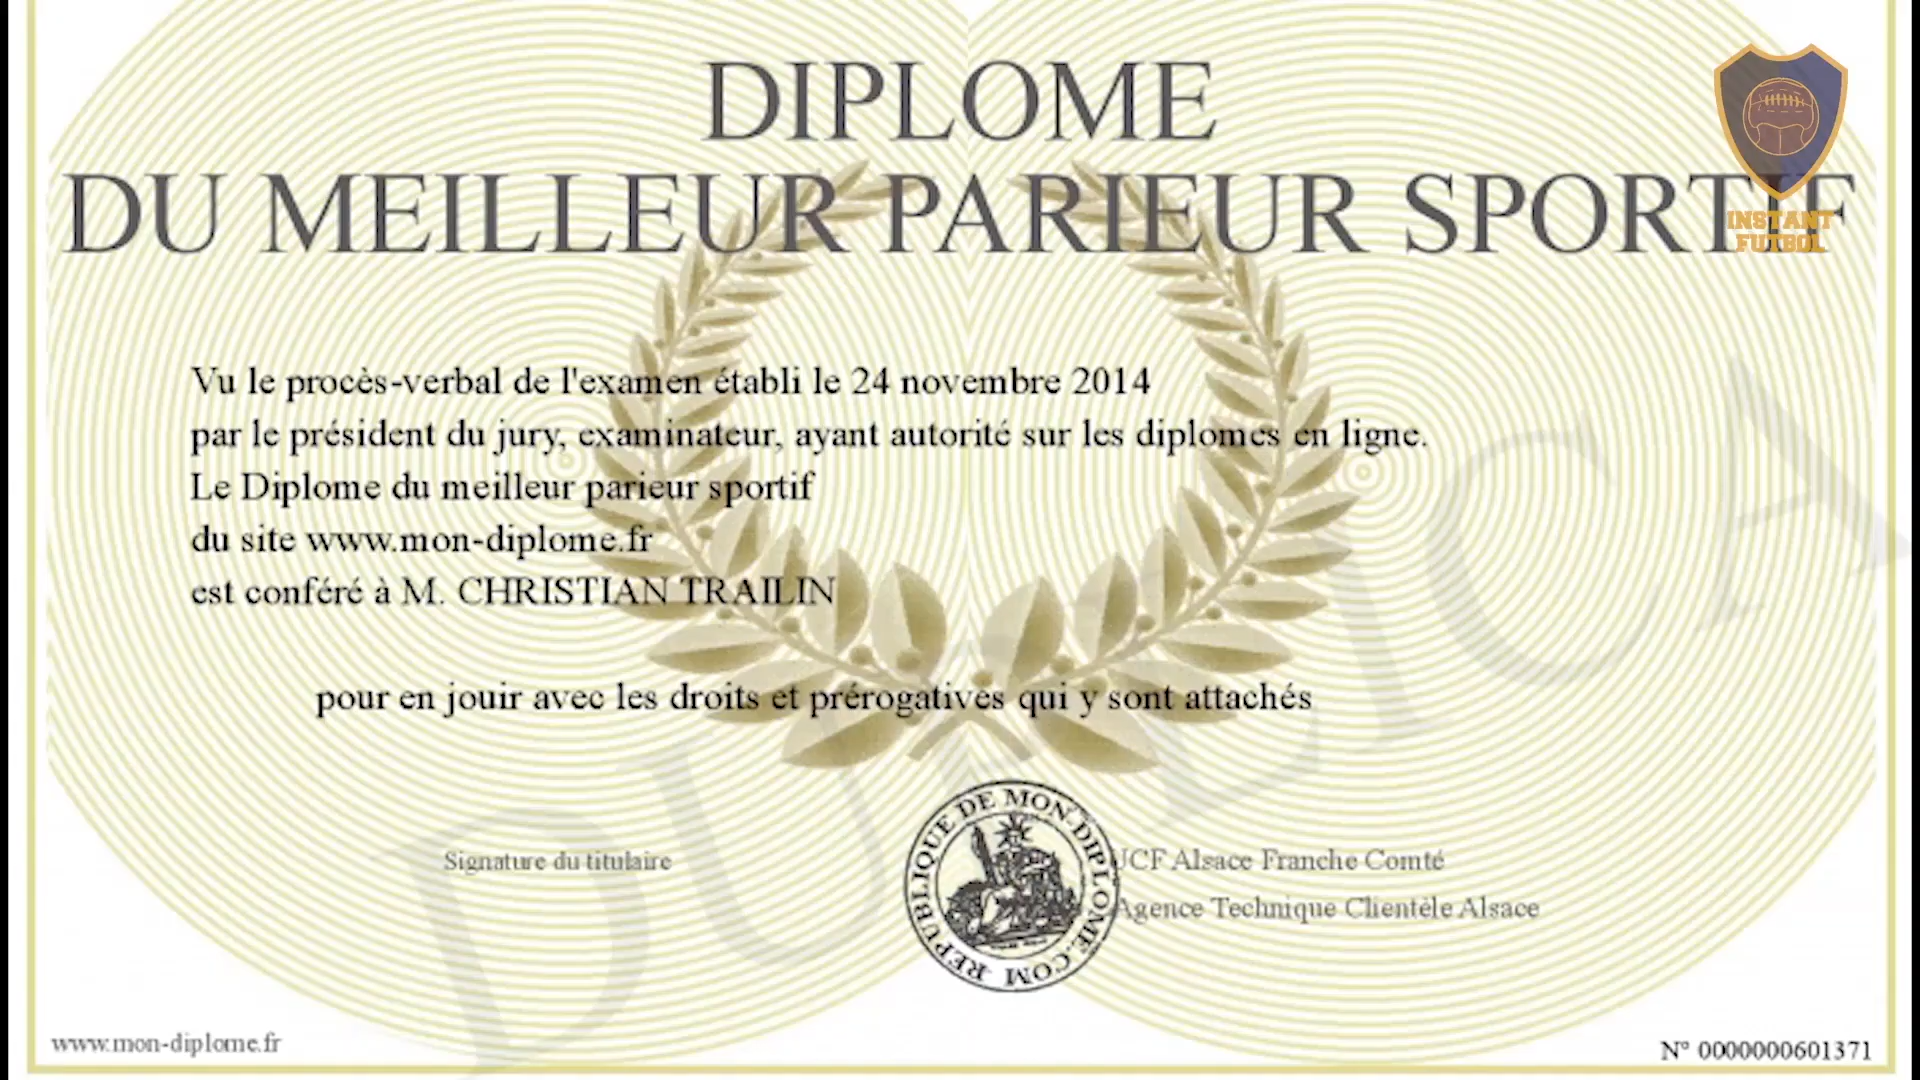 DIPLOME
DU MEILLEUR PARIEUR SPORTIF
INSTANT
FUTBOL
Vu le procès-verbal de l'examen établi le 24 novembre 2014
par le président du jury, examinateur, ayant autorité sur les diplomes en ligne.
Le Diplome du meilleur parieur sportif
du site www.mon-diplome.fr
est conféré à M. CHRISTIAN TRAILIN
pour en jouir avec les droits et prérogatives qui y sont attachés
Signature du titulaire
REPUBLIQUE DE MON-DIPLOME.COM
UCF Alsace Franche Comté
Agence Technique Clientèle Alsace
www.mon-diplome.fr
N° 0000000601371